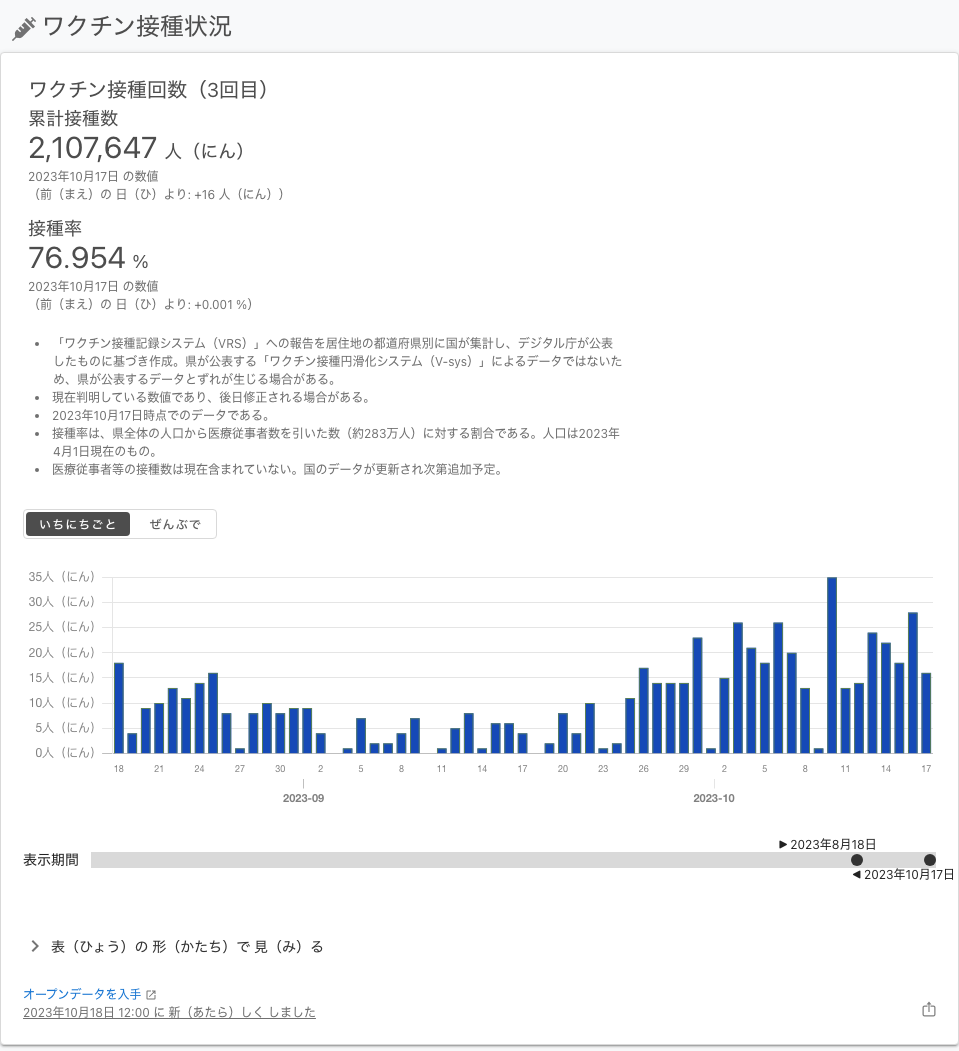 ワクチン接種状況
ワクチン接種回数（3回目）
累計接種数
2,107,647 人（にん）
2023年10月17日 の数値
（前（まえ）の 日（ひ）より: +16 人（にん））
接種率
76.954 %
2023年10月17日 の数値
（前（まえ）の 日（ひ）より: +0.001 %）
• 「ワクチン接種記録システム（VRS）」への報告を居住地の都道府県別に国が集計し、デジタル庁が公表
したものに基づき作成。県が公表する「ワクチン接種円滑化システム（V-sys）」によるデータではないた
め、県が公表するデータとずれが生じる場合がある。
• 現在判明している数値であり、後日修正される場合がある。
• 2023年10月17日時点でのデータである。
• 接種率は、県全体の人口から医療従事者数を引いた数（約283万人）に対する割合である。人口は2023年
4月1日現在のもの。
• 医療従事者等の接種数は現在含まれていない。国のデータが更新され次第追加予定。
いちにちごと ぜんぶで
35人（にん）
30人（にん）
25人（にん）
20人（にん）
15人（にん）
10人（にん）
5人（にん）
0人（にん）
18 21 24 27 30 2 5 8 11 14 17 20 23 26 29 2 5 8 11 14 17
2023-09 2023-10
2023年8月18日
表示期間
2023年10月17日
表（ひょう）の 形（かたち）で 見（み）る
オープンデータを入手
2023年10月18日 12:00 に 新（あたら）しく しました